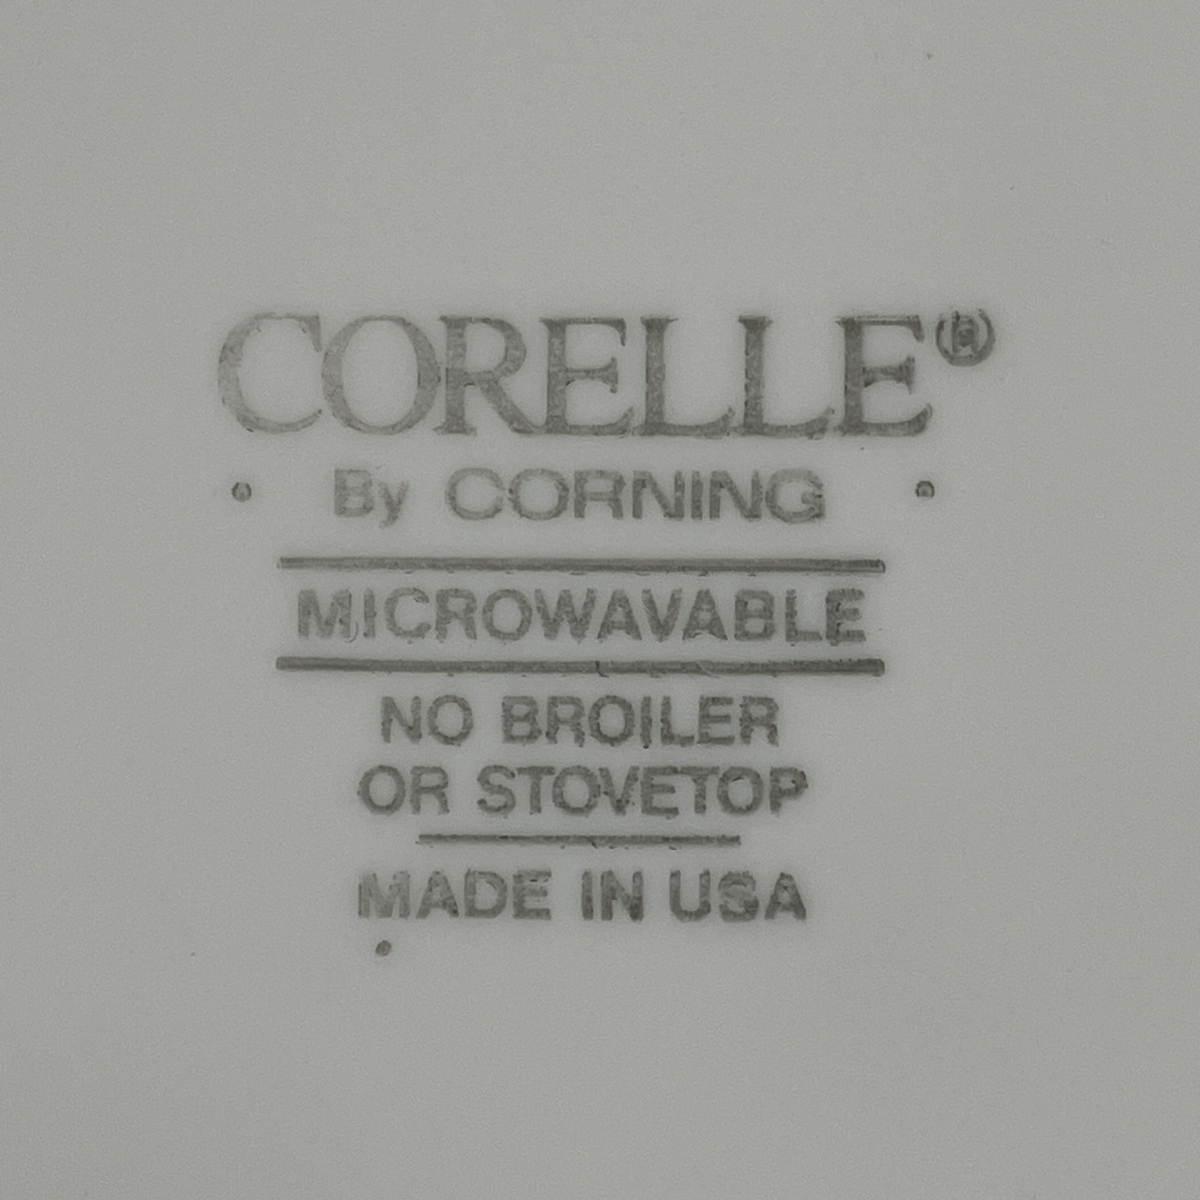 CORELLE®
By CORNING
MICROWAVABLE
NO BROILER
OR STOVETOP
MADE IN USA